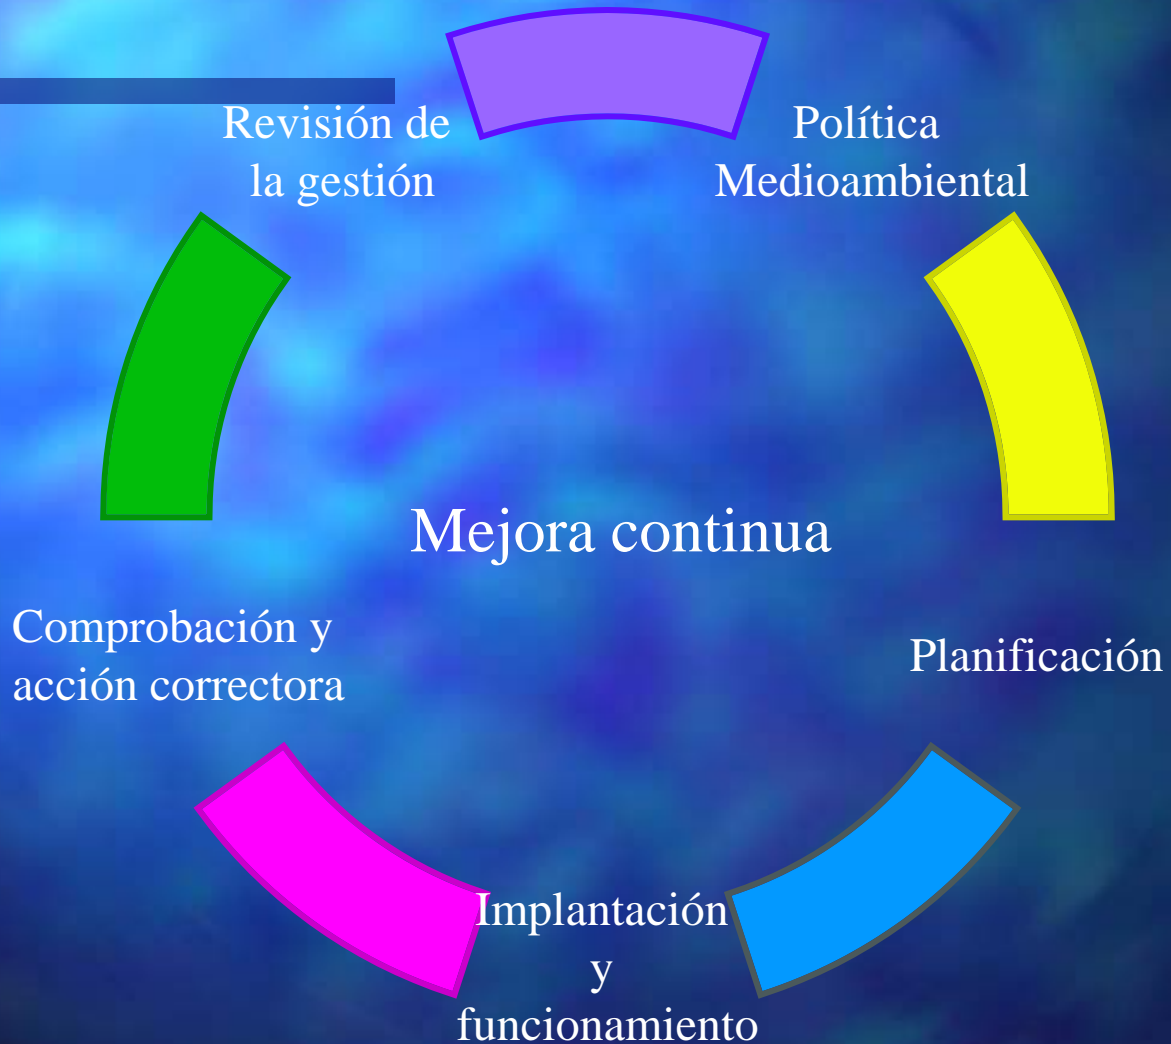 Revisión de
la gestión
Política
Medioambiental
Mejora continua
Comprobación y
acción correctora
Planificación
Implantación
y
funcionamiento